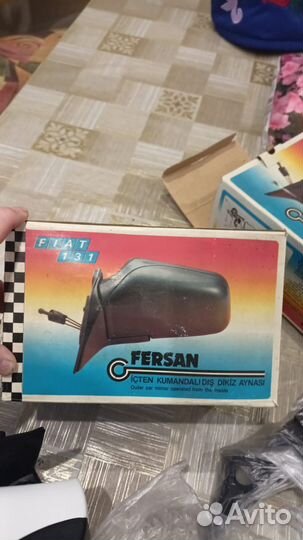 FIAT
131
FERSAN
İÇTEN KUMANDALI DIŞ DİKİZ AYNASI
Outer car mirror operated from the inside
Avito